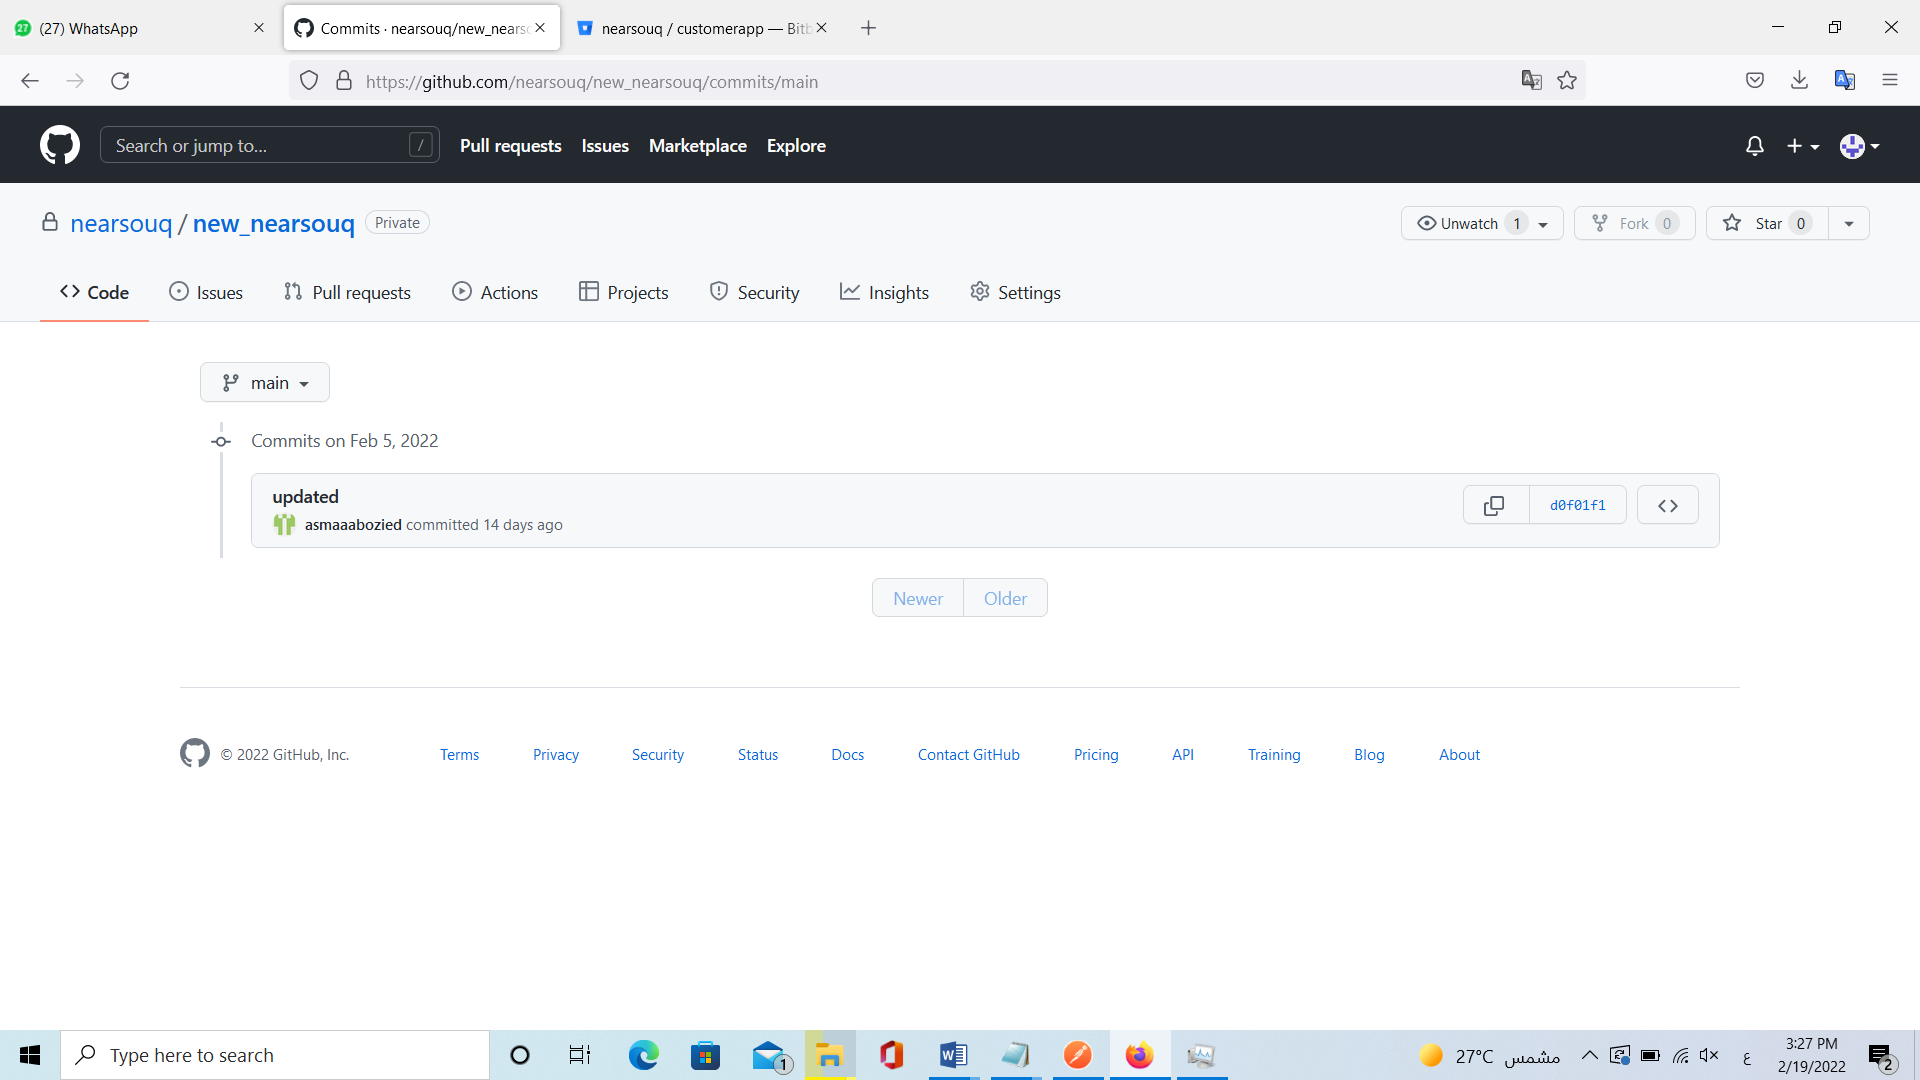 27 (27) WhatsApp
Commits · nearsouq/new_nearso
nearsouq / customerapp — Bitb
https://github.com/nearsouq/new_nearsouq/commits/main
Search or jump to... /
Pull requests Issues Marketplace Explore
nearsouq / new_nearsouq Private
Unwatch 1 Fork 0 Star 0
Code Issues Pull requests Actions Projects Security Insights Settings
main
Commits on Feb 5, 2022
updated
asmaaabozied committed 14 days ago
d0f01f1
Newer Older
© 2022 GitHub, Inc. Terms Privacy Security Status Docs Contact GitHub Pricing API Training Blog About
Type here to search
1
27°C مشمس
ع
3:27 PM
2/19/2022
2